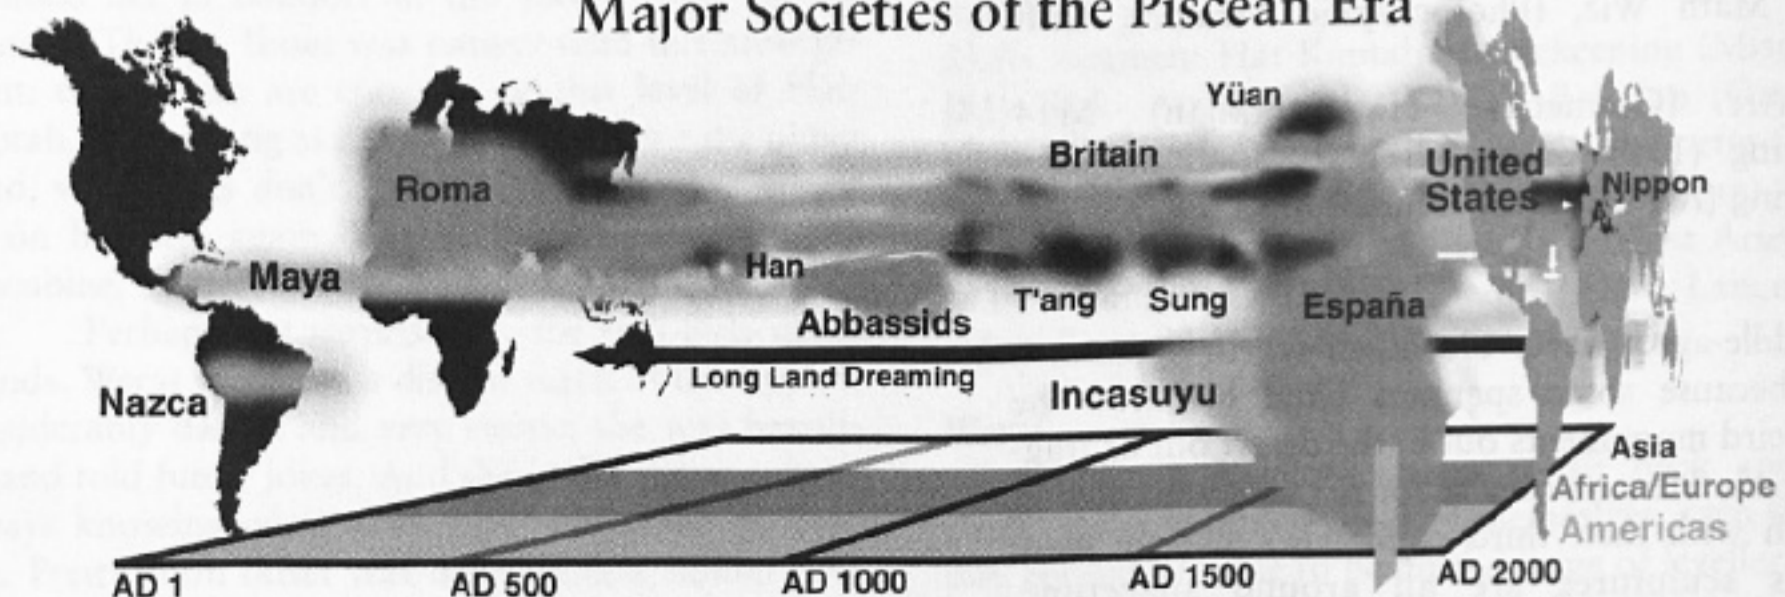 Major Societies of the Piscean Era
Yüan
Britain
United
States
Nippon
Roma
Maya
Han
T'ang
Sung
España
Abbassids
Long Land Dreaming
Incasuyu
Nazca
Asia
Africa/Europe
Americas
AD 1
AD 500
AD 1000
AD 1500
AD 2000